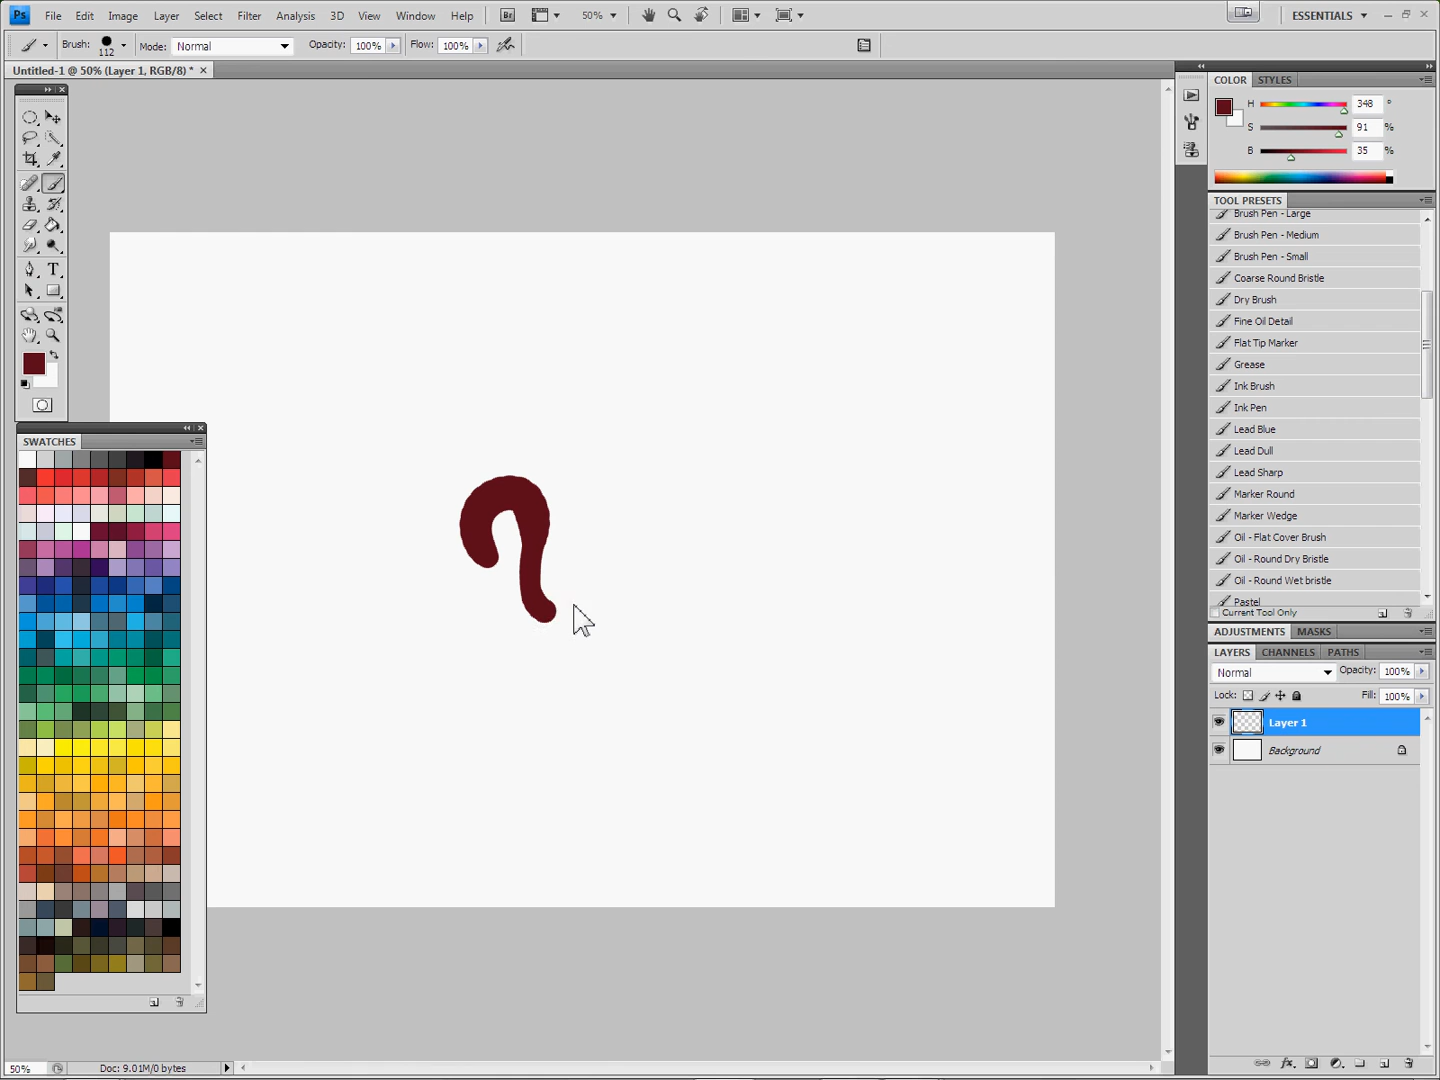 Ps File Edit Image Layer Select Filter Analysis 3D View Window Help Br 50% ESSENTIALS
Brush: 112 Mode: Normal Opacity: 100% Flow: 100%
Untitled-1 @ 50% (Layer 1, RGB/8) *
COLOR STYLES
H 348 °
S 91 %
B 35 %
TOOL PRESETS
Brush Pen - Large
Brush Pen - Medium
Brush Pen - Small
Coarse Round Bristle
Dry Brush
Fine Oil Detail
Flat Tip Marker
Grease
Ink Brush
Ink Pen
Lead Blue
Lead Dull
Lead Sharp
Marker Round
Marker Wedge
Oil - Flat Cover Brush
Oil - Round Dry Bristle
Oil - Round Wet bristle
Pastel
Current Tool Only
SWATCHES
ADJUSTMENTS MASKS
LAYERS CHANNELS PATHS
Normal Opacity: 100%
Lock: Fill: 100%
Layer 1
Background
50% Doc: 9.01M/0 bytes